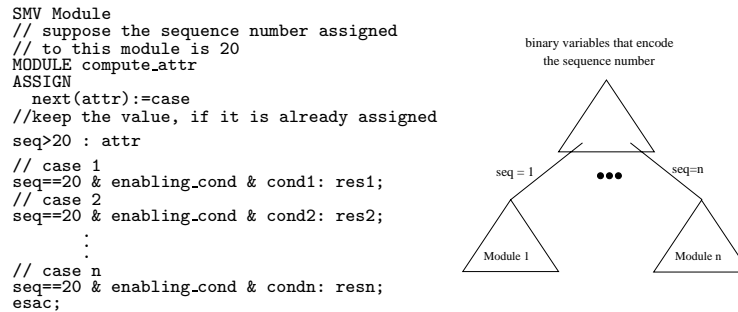 SMV Module
// suppose the sequence number assigned
// to this module is 20
MODULE compute_attr
ASSIGN
next(attr):=case
//keep the value, if it is already assigned
seq>20 : attr
// case 1
seq==20 & enabling_cond & cond1: res1;
// case 2
seq==20 & enabling_cond & cond2: res2;
.
.
.
// case n
seq==20 & enabling_cond & condn: resn;
esac;
binary variables that encode
the sequence number
seq = 1
seq=n
Module 1
Module n